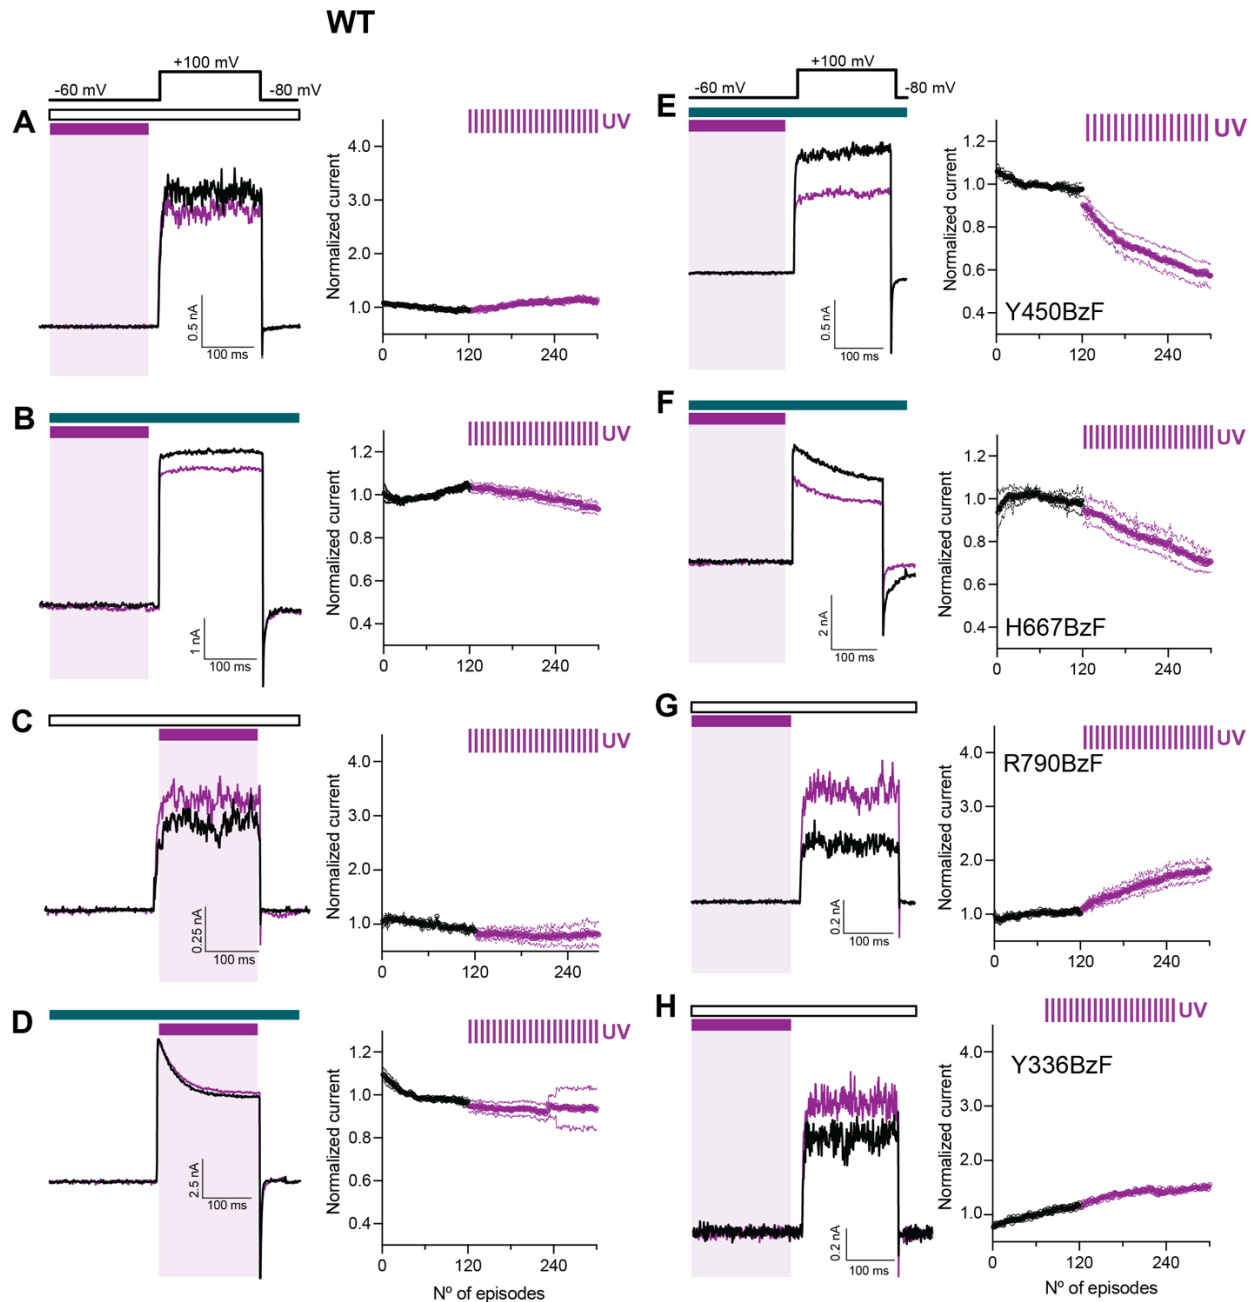 WT
+100 mV
-60 mV
-80 mV
A
0.5 nA
100 ms
Normalized current
4.0
3.0
2.0
1.0
0
120
240
UV
B
1 nA
100 ms
Normalized current
1.2
1.0
0.8
0.6
0.4
0
120
240
UV
C
0.25 nA
100 ms
Normalized current
4.0
3.0
2.0
1.0
0
120
240
UV
D
2.5 nA
100 ms
Normalized current
1.2
1.0
0.8
0.6
0.4
0
120
240
UV
Nº of episodes
+100 mV
-60 mV
-80 mV
E
0.5 nA
100 ms
Normalized current
1.2
1.0
0.8
0.6
0.4
0
120
240
UV
Y450BzF
F
2 nA
100 ms
Normalized current
1.2
1.0
0.8
0.6
0.4
0
120
240
UV
H667BzF
G
0.2 nA
100 ms
Normalized current
4.0
3.0
2.0
1.0
0
120
240
UV
R790BzF
H
0.2 nA
100 ms
Normalized current
4.0
3.0
2.0
1.0
0
120
240
UV
Y336BzF
Nº of episodes